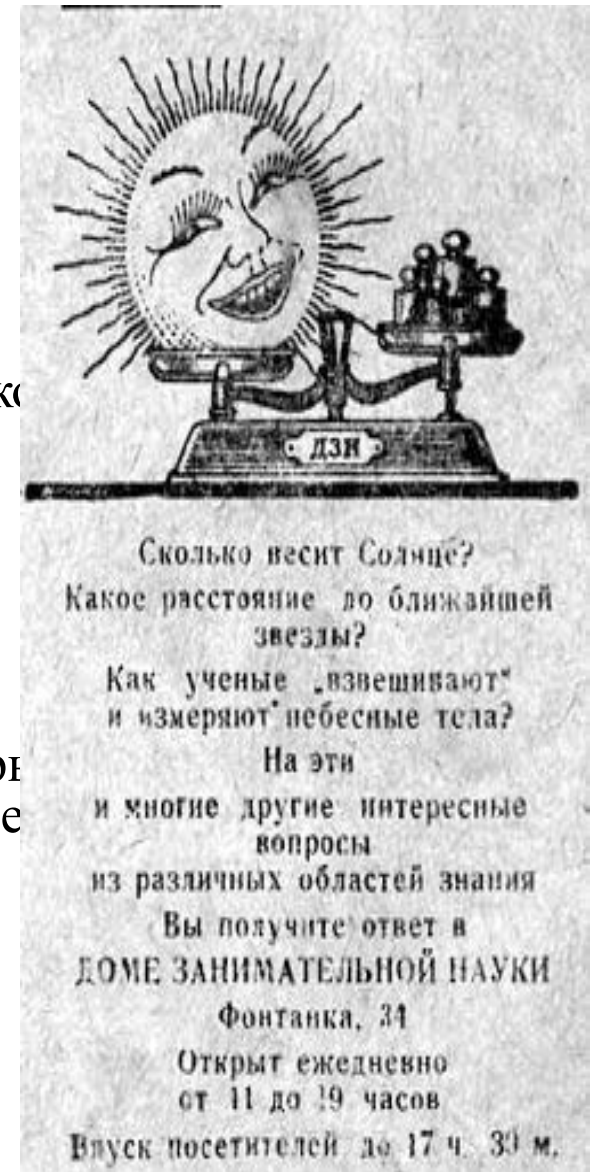 ДЗН
Сколько весит Солнце?
Какое расстояние до ближайшей
звезды?
Как ученые „взвешивают“
и измеряют небесные тела?
На эти
и многие другие интересные
вопросы
из различных областей знания
Вы получите ответ в
ДОМЕ ЗАНИМАТЕЛЬНОЙ НАУКИ
Фонтанка, 34
Открыт ежедневно
от 11 до 19 часов
Впуск посетителей до 17 ч. 30 м.